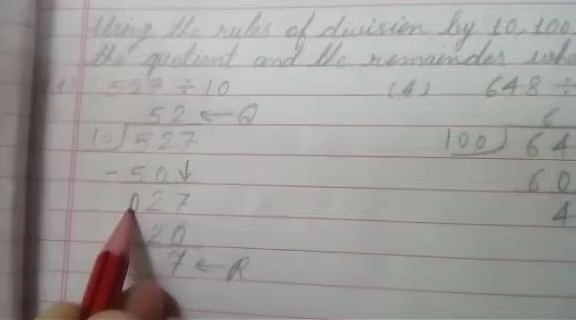 Using the rules of division by 10, 100
the quotient and the remainder
527 ÷ 10 (4) 648 ÷
52 ← Q 6
10)527 100)64
- 50↓ 60
027 4
20
7 ← R